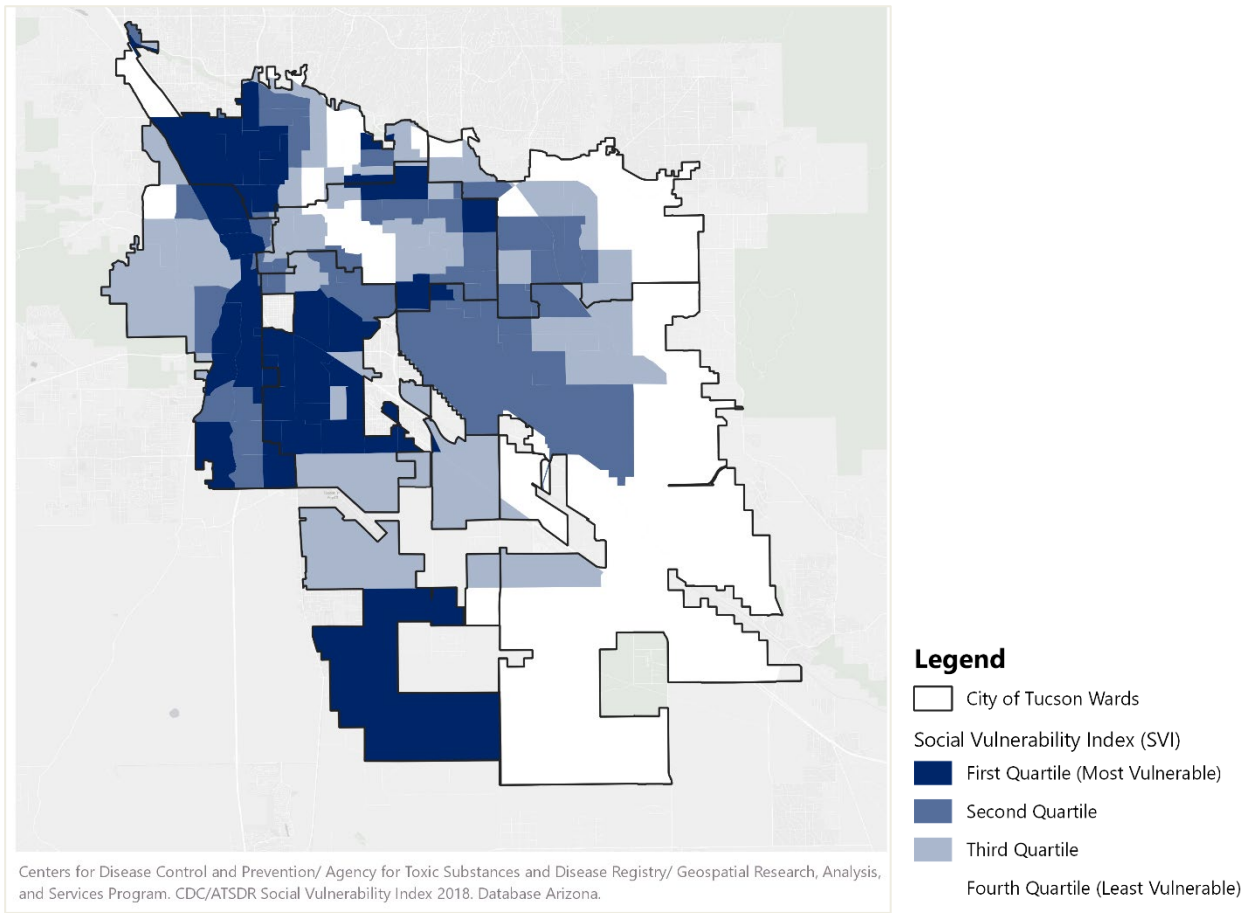 Legend
City of Tucson Wards
Social Vulnerability Index (SVI)
First Quartile (Most Vulnerable)
Second Quartile
Third Quartile
Fourth Quartile (Least Vulnerable)
Centers for Disease Control and Prevention/ Agency for Toxic Substances and Disease Registry/ Geospatial Research, Analysis,
and Services Program. CDC/ATSDR Social Vulnerability Index 2018. Database Arizona.